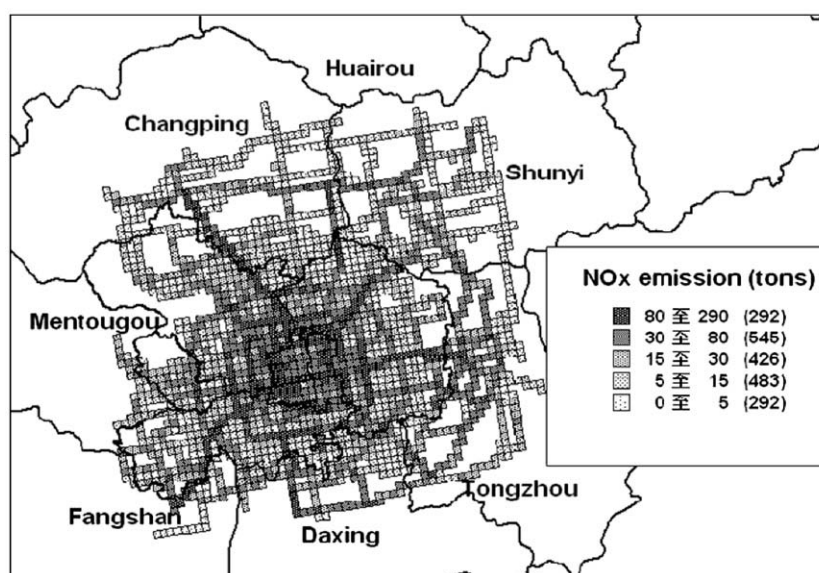 Huairou
Changping
Shunyi
NOx emission (tons)
80 至 290 (292)
30 至 80 (545)
15 至 30 (426)
5 至 15 (483)
0 至 5 (292)
Mentougou
Tongzhou
Fangshan
Daxing